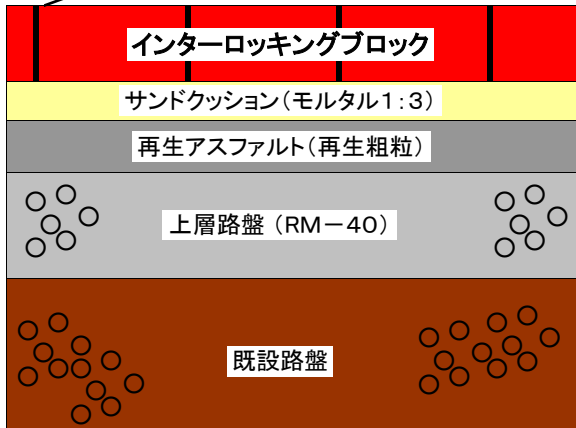 インターロッキングブロック
サンドクッション(モルタル1:3)
再生アスファルト(再生粗粒)
上層路盤 (RM-40)
既設路盤